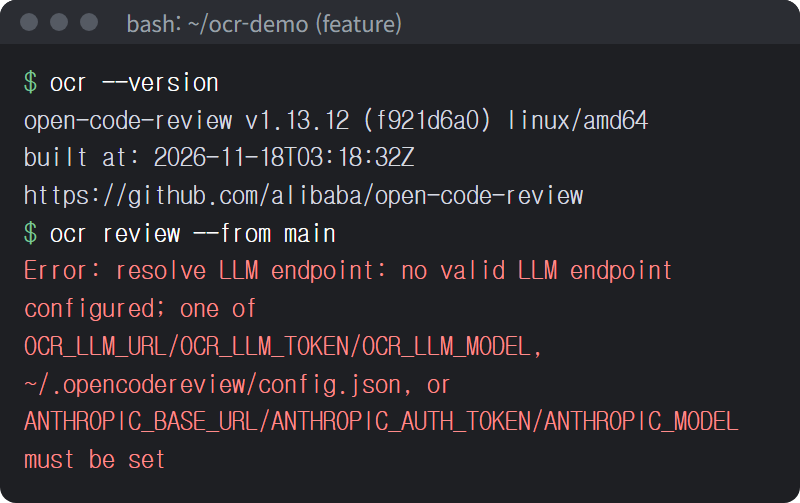 bash: ~/ocr-demo (feature)
$ ocr --version
open-code-review v1.13.12 (f921d6a0) linux/amd64
built at: 2026-11-18T03:18:32Z
https://github.com/alibaba/open-code-review
$ ocr review --from main
Error: resolve LLM endpoint: no valid LLM endpoint
configured; one of
OCR_LLM_URL/OCR_LLM_TOKEN/OCR_LLM_MODEL,
~/.opencodereview/config.json, or
ANTHROPIC_BASE_URL/ANTHROPIC_AUTH_TOKEN/ANTHROPIC_MODEL
must be set